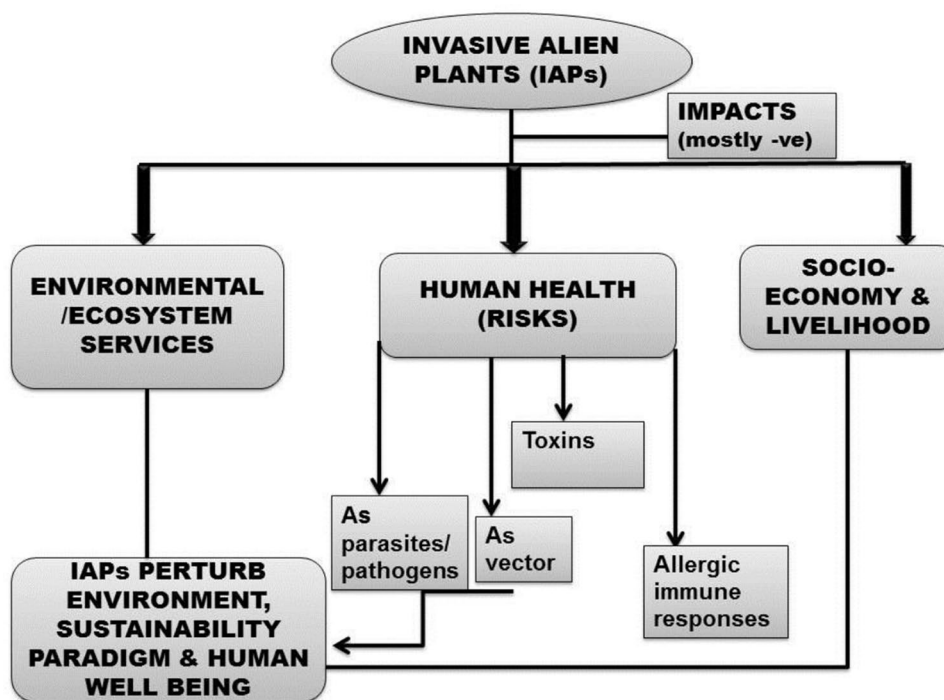 INVASIVE ALIEN
PLANTS (IAPs)
IMPACTS
(mostly -ve)
ENVIRONMENTAL
/ECOSYSTEM
SERVICES
HUMAN HEALTH
(RISKS)
SOCIO-
ECONOMY &
LIVELIHOOD
Toxins
As
parasites/
pathogens
As
vector
Allergic
immune
responses
IAPs PERTURB
ENVIRONMENT,
SUSTAINABILITY
PARADIGM & HUMAN
WELL BEING